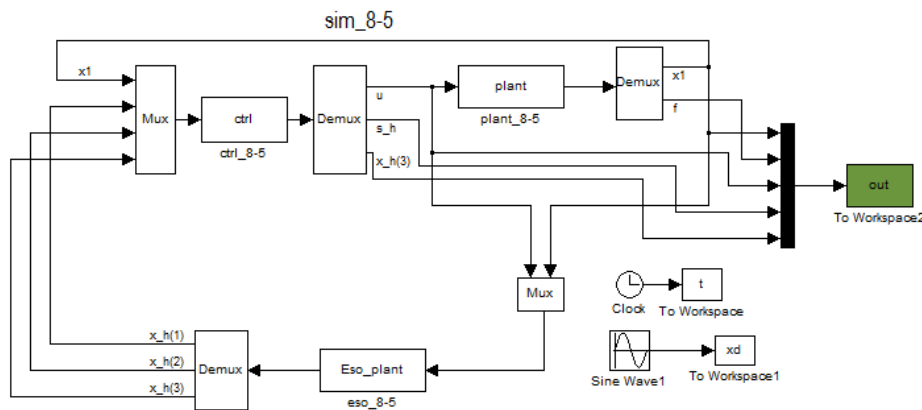 sim_8-5
x1
Mux
ctrl
ctrl_8-5
Demux
u
s_h
x_h(3)
plant
plant_8-5
Demux
x1
f
out
To Workspace2
Mux
Clock
t
To Workspace
Sine Wave1
xd
To Workspace1
x_h(1)
x_h(2)
x_h(3)
Demux
Eso_plant
eso_8-5